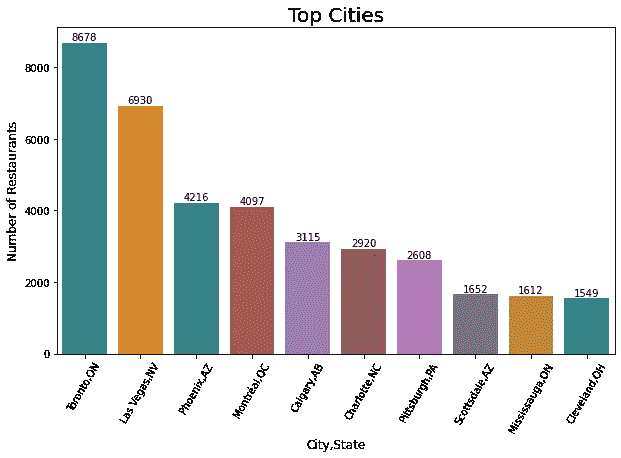 Top Cities
8678
6930
4216
4097
3115
2920
2608
1652
1612
1549
8000
6000
4000
2000
0
Number of Restaurants
Toronto,ON
Las Vegas,NV
Phoenix,AZ
Montréal,QC
Calgary,AB
Charlotte,NC
Pittsburgh,PA
Scottsdale,AZ
Mississauga,ON
Cleveland,OH
City,State